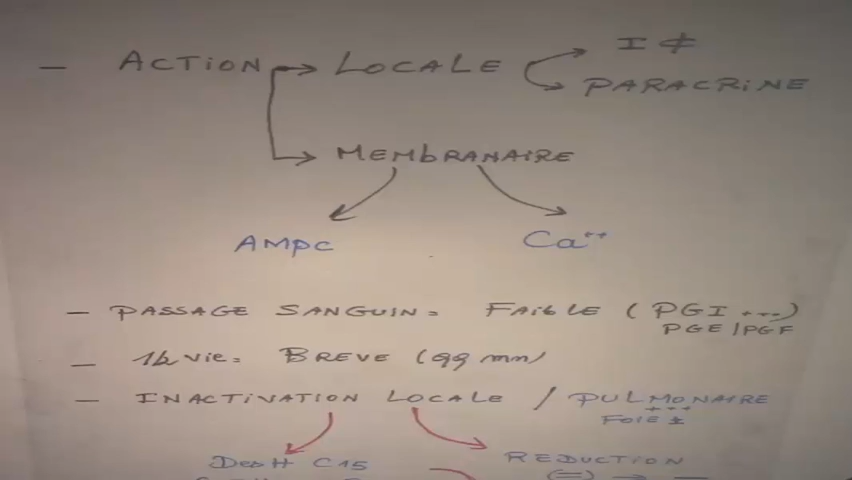 I ≠
- ACTION → LOCALE
PARACRINE
MEMBRANAIRE
AMPc Ca++
- PASSAGE SANGUIN = FAIBLE (PGI +++)
PGE/PGF
- 1/2 vie = BREVE (qq mn)
- INACTIVATION LOCALE / PULMONAIRE
+++
FOIE ±
DesH C15 REDUCTION